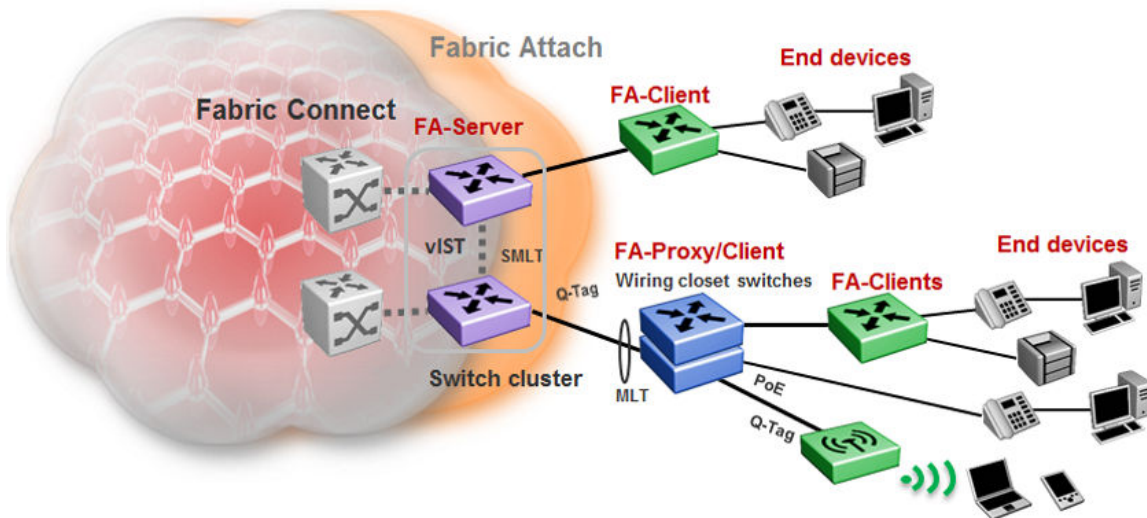 Fabric Attach
End devices
FA-Client
Fabric Connect
FA-Server
vIST
SMLT
FA-Proxy/Client
End devices
Wiring closet switches
FA-Clients
Q-Tag
Switch cluster
MLT
PoE
Q-Tag